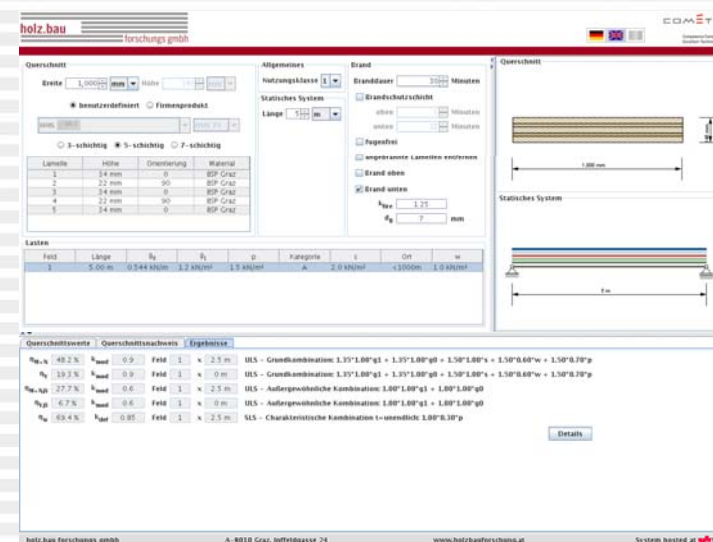 holz.bau
forschungs gmbh
COMET
Querschnitt
Breite 1,000 mm Höhe mm
benutzerdefiniert Firmenprodukt
3-schichtig 5-schichtig 7-schichtig
Lamelle Höhe Orientierung Material
1 34 mm 0 BSP Graz
2 22 mm 90 BSP Graz
3 34 mm 0 BSP Graz
4 22 mm 90 BSP Graz
5 34 mm 0 BSP Graz
Allgemeines
Nutzungsklasse 1
Statisches System
Länge 5 m
Brand
Branddauer 30 Minuten
Brandschutzschicht
oben Minuten
unten Minuten
fugenfrei
angebrannte Lamellen entfernen
Brand oben
Brand unten
kfire 1.25
d0 7 mm
Querschnitt
1,000 mm
Statisches System
5 m
Lasten
Feld Länge g0 g1 p Kategorie s Ort w
1 5.00 m 0.544 kN/m 1.2 kN/m² 1.5 kN/m² A 2.0 kN/m² <1000m 1.0 kN/m²
Querschnittswerte Querschnittsnachweis Ergebnisse
48.2 % kmod 0.9 Feld 1 x 2.5 m ULS - Grundkombination: 1.35*1.00*g1 + 1.35*1.00*g0 + 1.50*1.00*s + 1.50*0.60*w + 1.50*0.70*p
19.3 % kmod 0.9 Feld 1 x 0 m ULS - Grundkombination: 1.35*1.00*g1 + 1.35*1.00*g0 + 1.50*1.00*s + 1.50*0.60*w + 1.50*0.70*p
27.7 % kmod 0.6 Feld 1 x 2.5 m ULS - Außergewöhnliche Kombination: 1.00*1.00*g1 + 1.00*1.00*g0
6.7 % kmod 0.6 Feld 1 x 0 m ULS - Außergewöhnliche Kombination: 1.00*1.00*g1 + 1.00*1.00*g0
69.4 % kdef 0.85 Feld 1 x 2.5 m SLS - Charakteristische Kombination t=unendlich: 1.00*0.30*p
Details
holz.bau forschungs gmbh A-8010 Graz, Inffeldgasse 24 www.holzbauforschung.at System hosted at